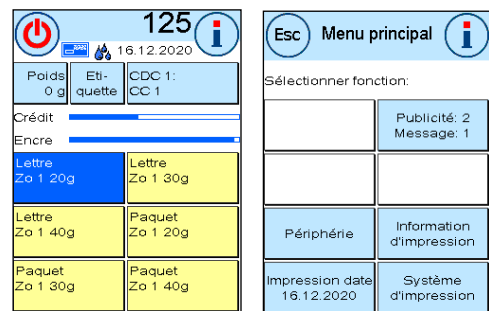 125
16.12.2020
i
Poids
0 g
Eti-
quette
CDC 1:
CC 1
Crédit
Encre
Lettre
Zo 1 20g
Lettre
Zo 1 30g
Lettre
Zo 1 40g
Paquet
Zo 1 20g
Paquet
Zo 1 30g
Paquet
Zo 1 40g
Esc
Menu principal
i
Sélectionner fonction:
Publicité: 2
Message: 1
Périphérie
Information
d'impression
Impression date
16.12.2020
Système
d'impression